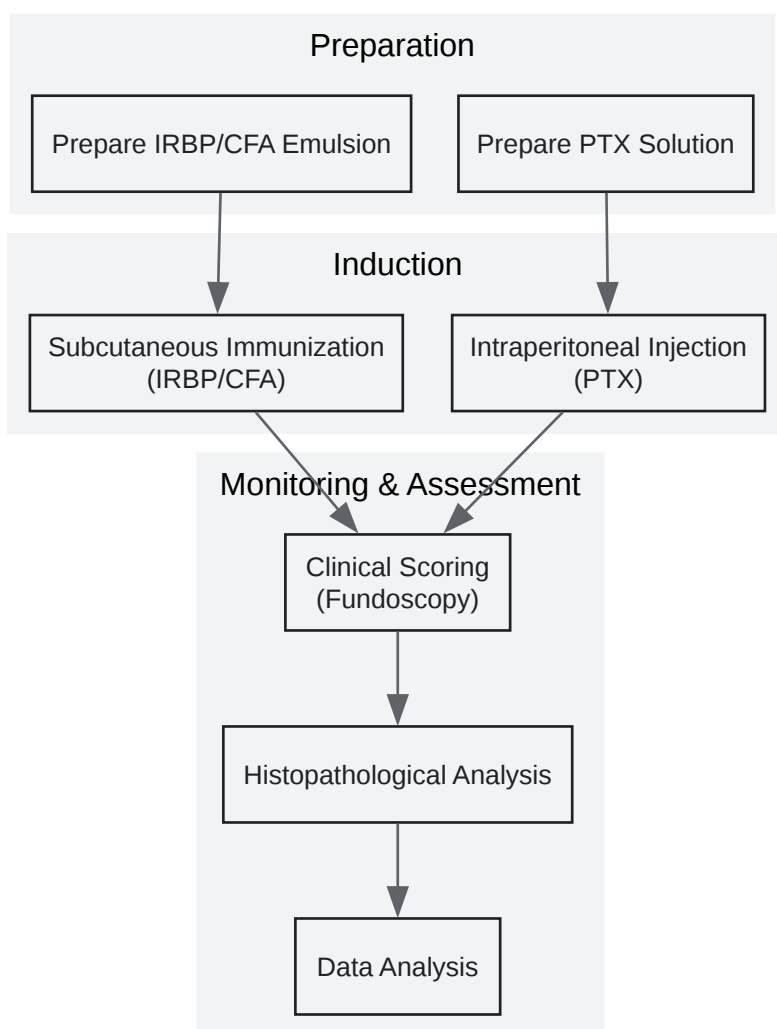 Preparation
Prepare IRBP/CFA Emulsion
Prepare PTX Solution
Induction
Subcutaneous Immunization
(IRBP/CFA)
Intraperitoneal Injection
(PTX)
Monitoring & Assessment
Clinical Scoring
(Fundoscopy)
Histopathological Analysis
Data Analysis